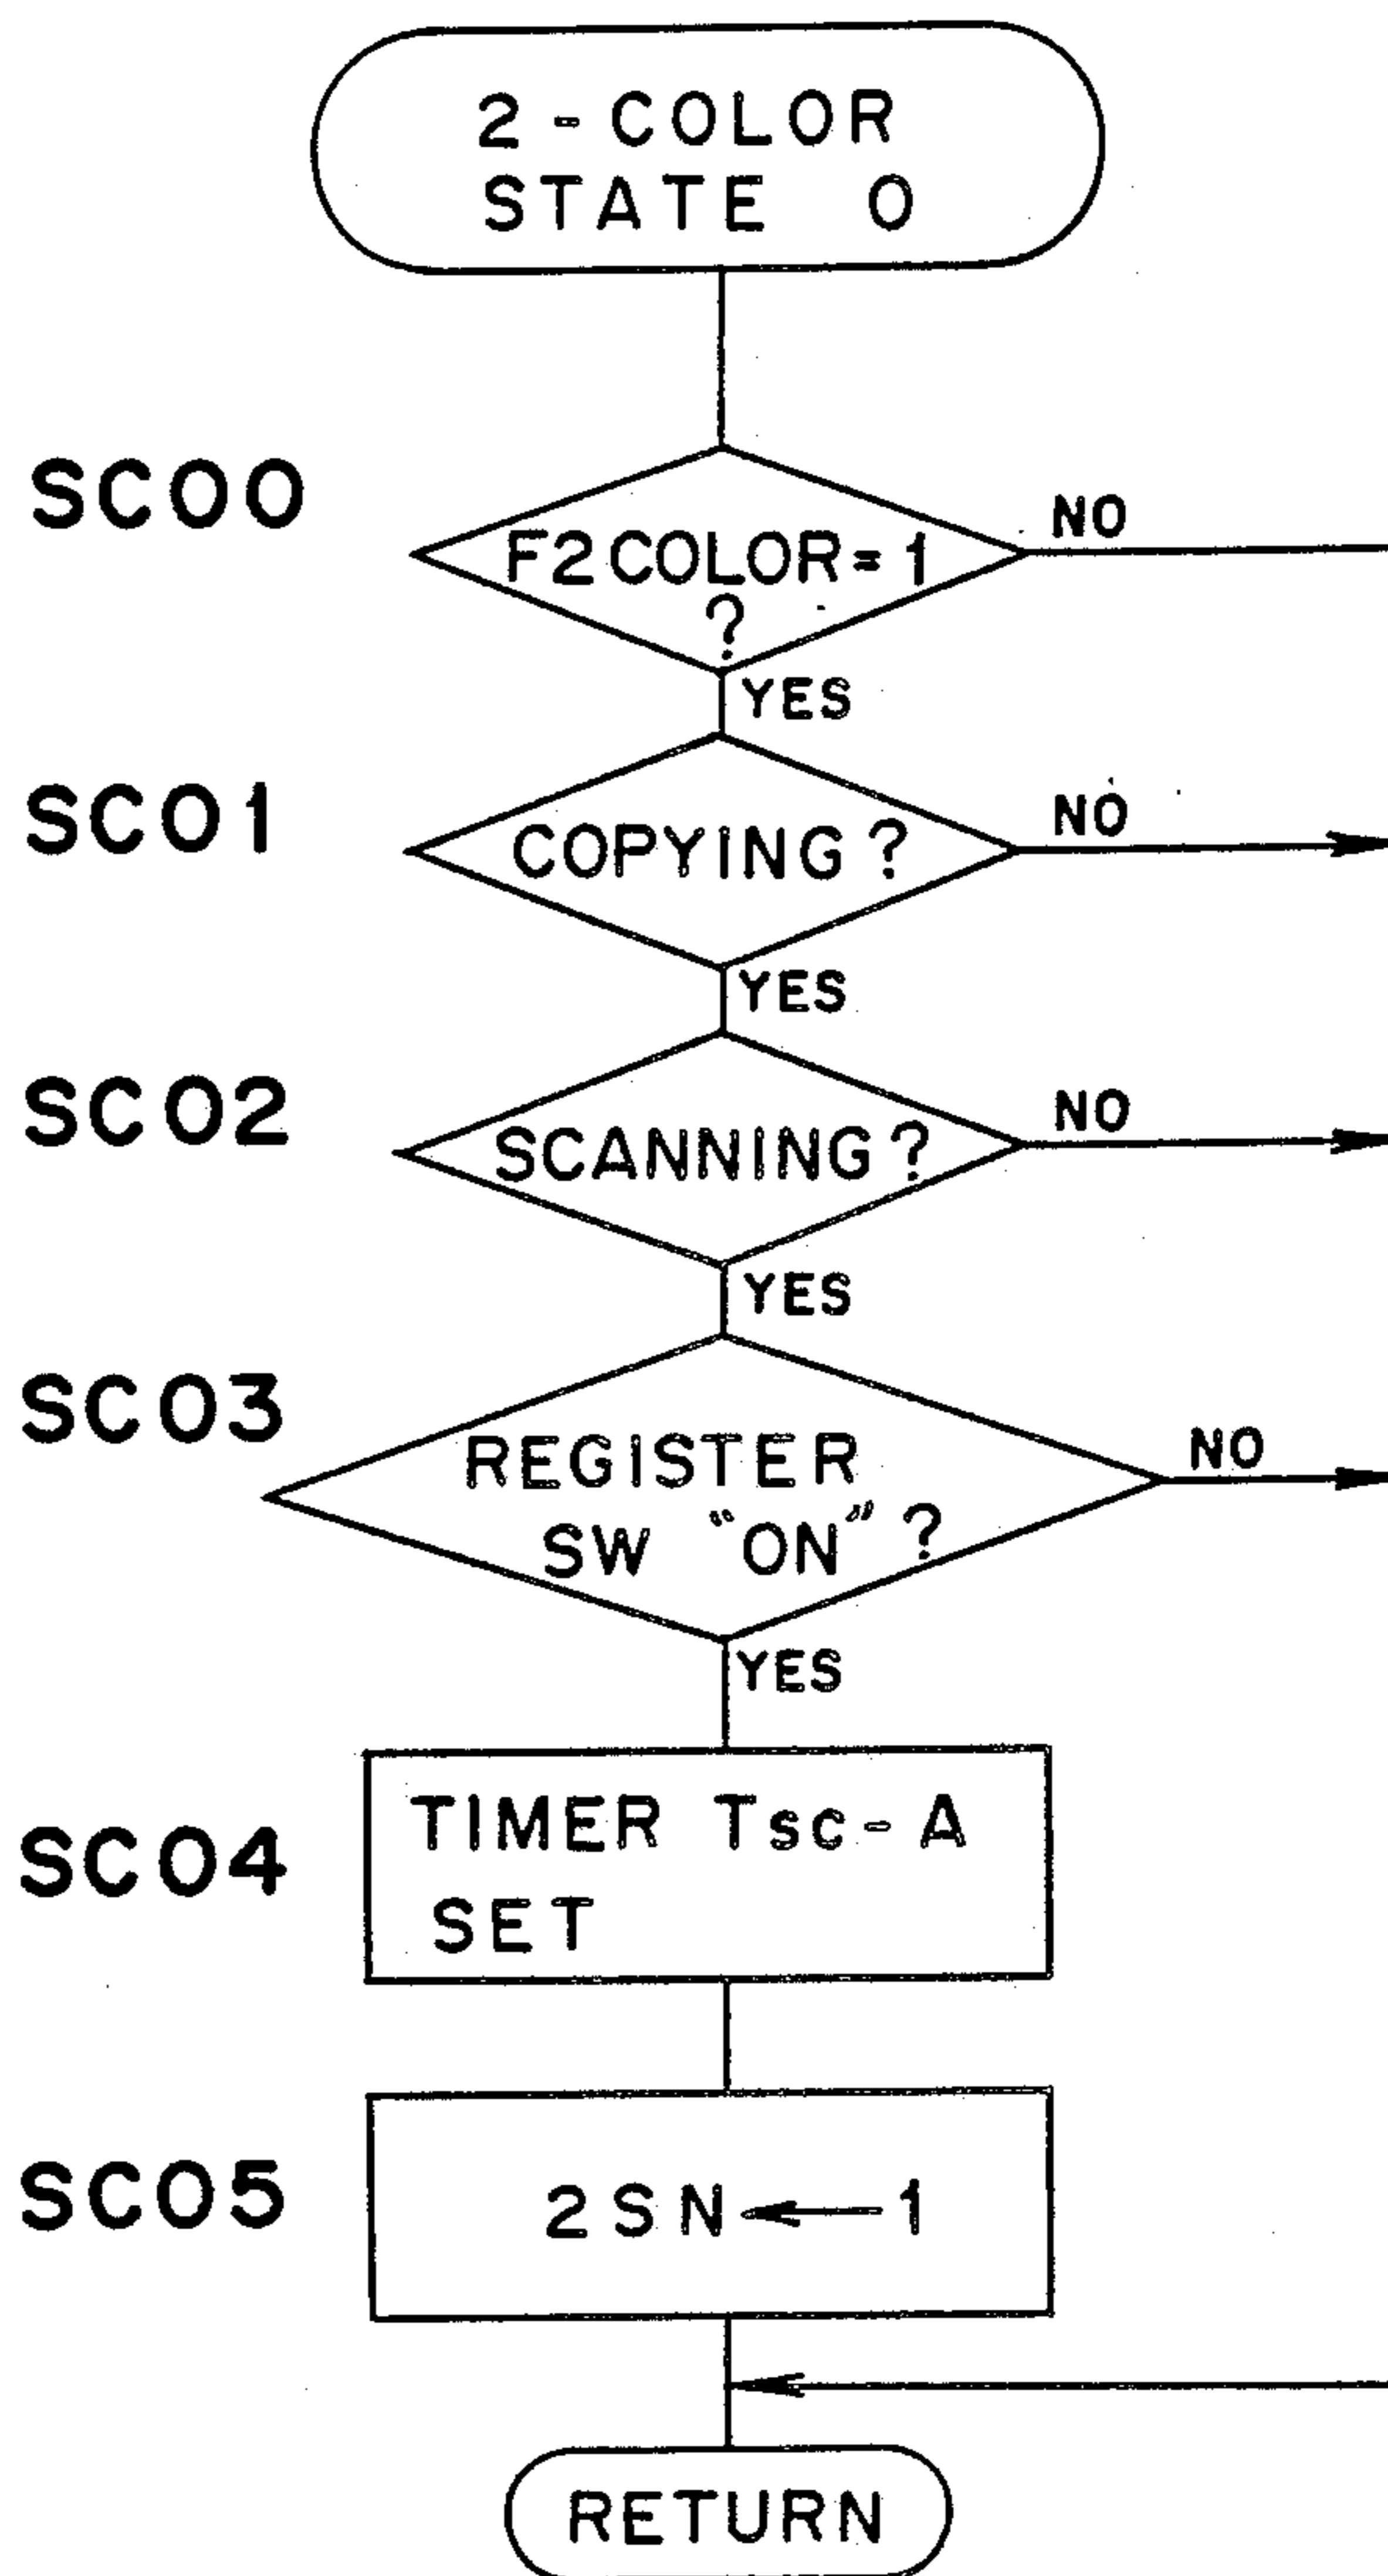 2-COLOR
STATE 0
SC00
F2COLOR=1
?
NO
YES
SC01
COPYING?
NO
YES
SC02
SCANNING?
NO
YES
SC03
REGISTER
SW "ON"?
NO
YES
SC04
TIMER Tsc-A
SET
SC05
2SN←1
RETURN